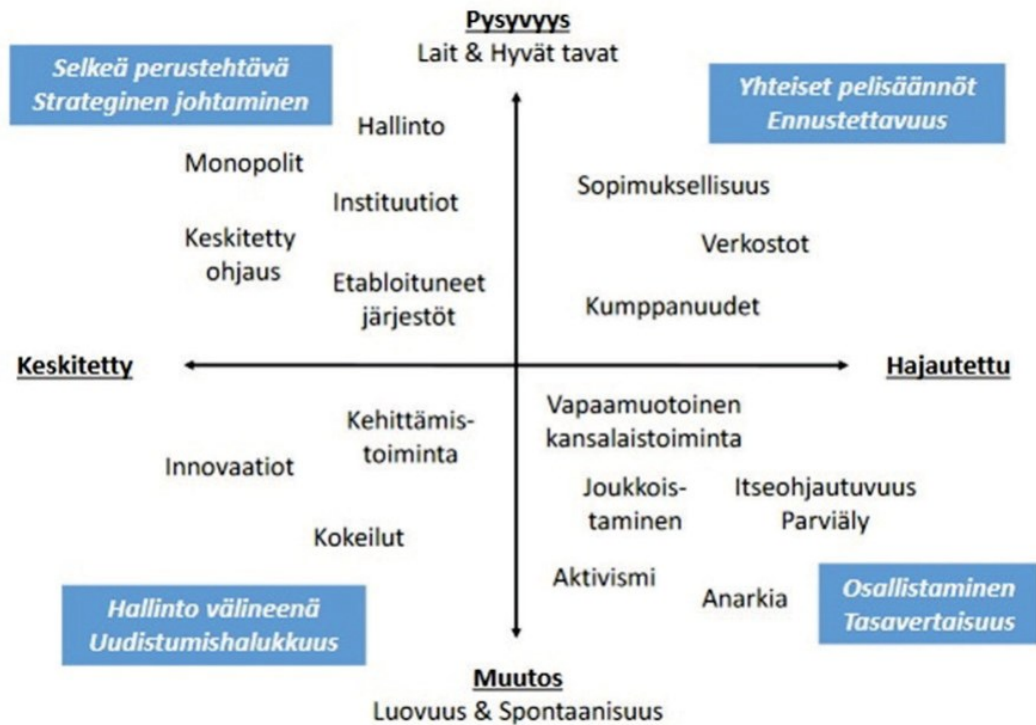 Pysyvyys
Lait & Hyvät tavat
Selkeä perustehtävä
Strateginen johtaminen
Yhteiset pelisäännöt
Ennustettavuus
Hallinto
Monopolit
Instituutiot
Keskitetty
ohjaus
Etabloituneet
järjestöt
Sopimuksellisuus
Verkostot
Kumppanuudet
Keskitetty
Hajautettu
Kehittämis-
toiminta
Innovaatiot
Kokeilut
Vapaamuotoinen
kansalaistoiminta
Joukkois-
taminen
Itseohjautuvuus
Parviäly
Aktivismi
Anarkia
Hallinto välineenä
Uudistumishalukkuus
Osallistaminen
Tasavertaisuus
Muutos
Luovuus & Spontaanisuus